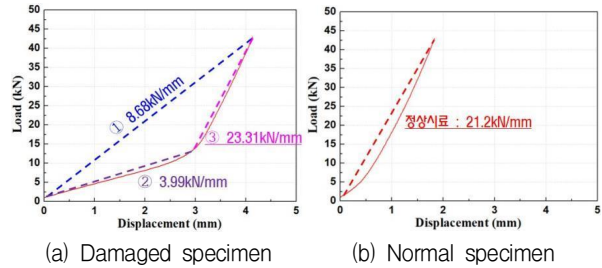 50
45
40
35
30
25
20
15
10
5
0
Load (kN)
① 8.68kN/mm
③ 23.31kN/mm
② 3.99kN/mm
0 1 2 3 4 5
Displacement (mm)
(a) Damaged specimen
50
45
40
35
30
25
20
15
10
5
0
Load (kN)
정상시료 : 21.2kN/mm
0 1 2 3 4 5
Displacement (mm)
(b) Normal specimen